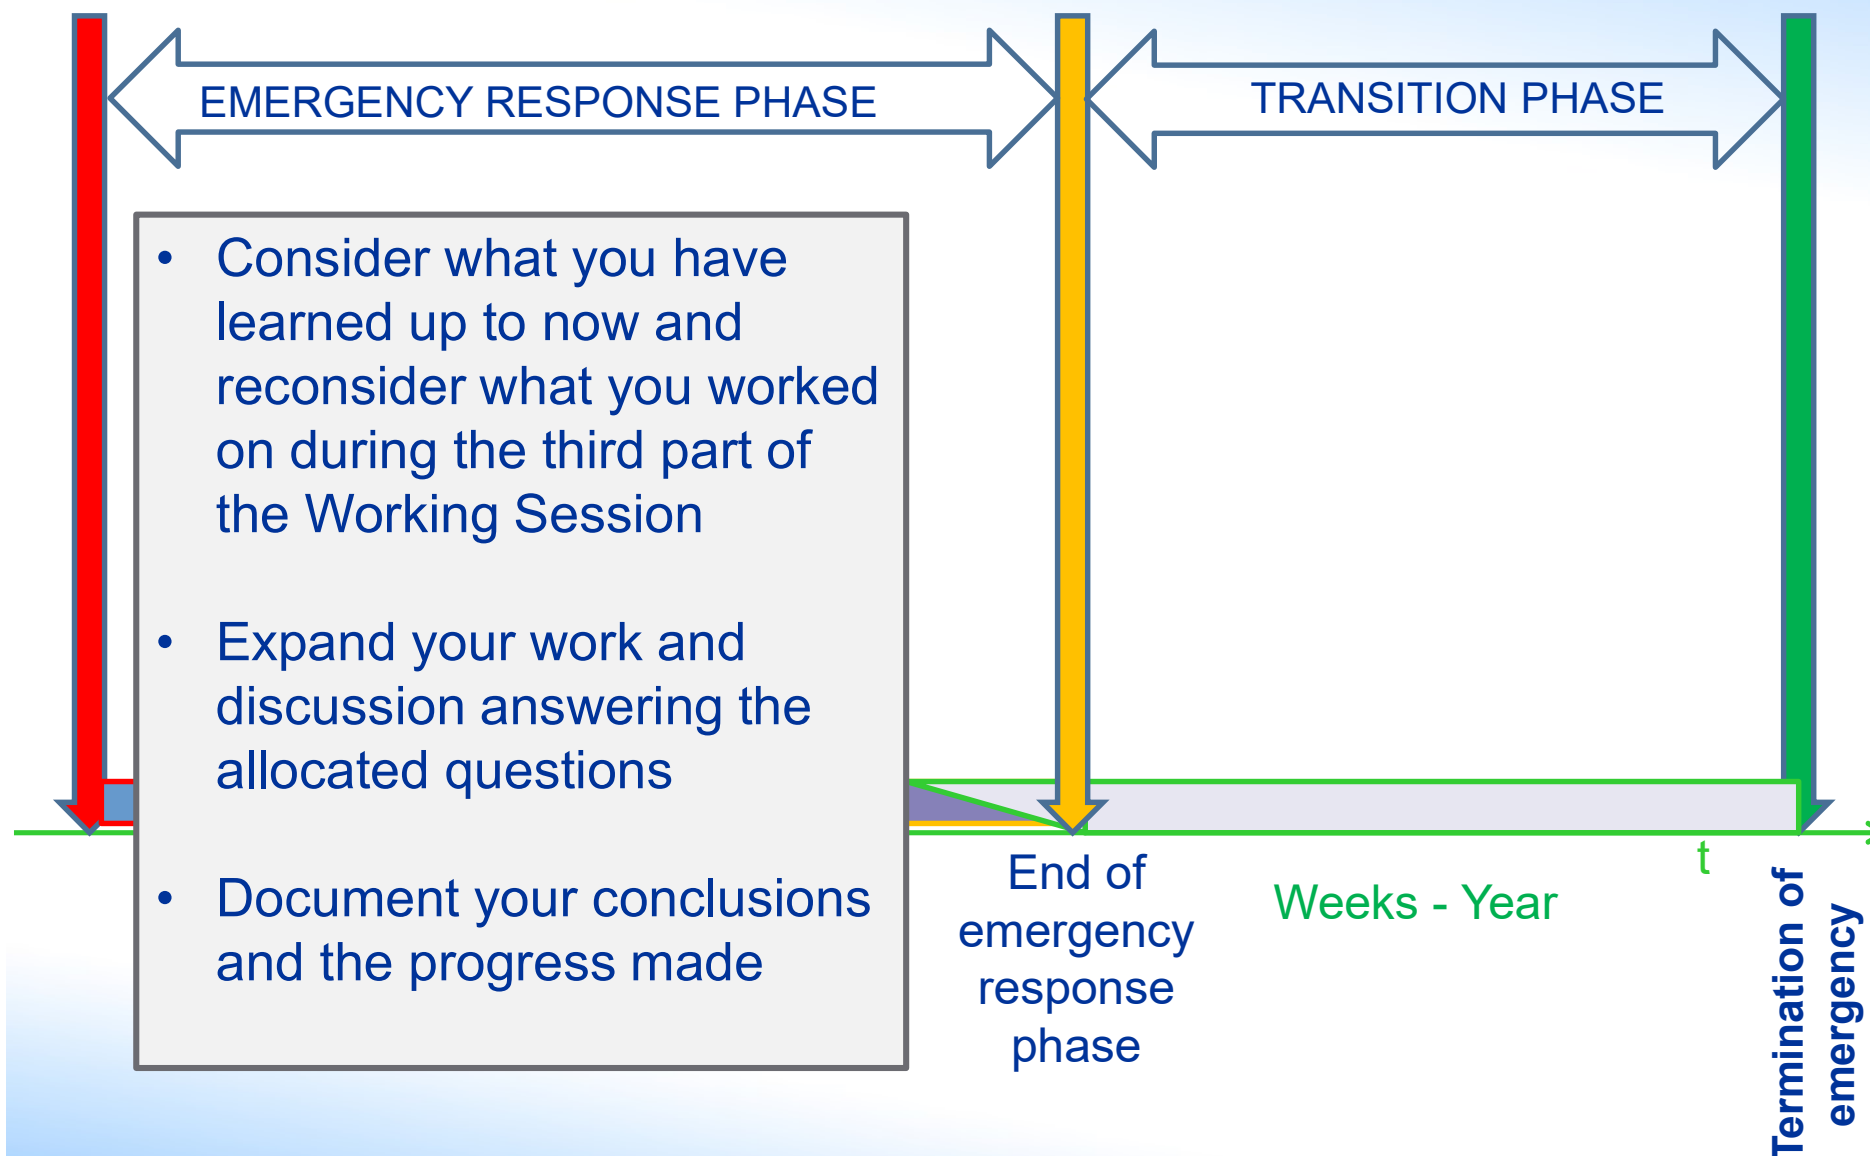 EMERGENCY RESPONSE PHASE
TRANSITION PHASE
• Consider what you have
learned up to now and
reconsider what you worked
on during the third part of
the Working Session
• Expand your work and
discussion answering the
allocated questions
• Document your conclusions
and the progress made
End of
emergency
response
phase
Weeks - Year
t
Termination of
emergency